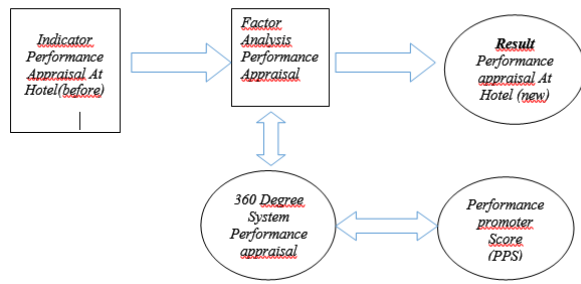 Indicator
Performance
Appraisal At
Hotel(before)
Factor
Analysis
Performance
Appraisal
Result
Performance
appraisal At
Hotel (new)
360 Degree
System
Performance
appraisal
Performance
promoter
Score
(PPS)